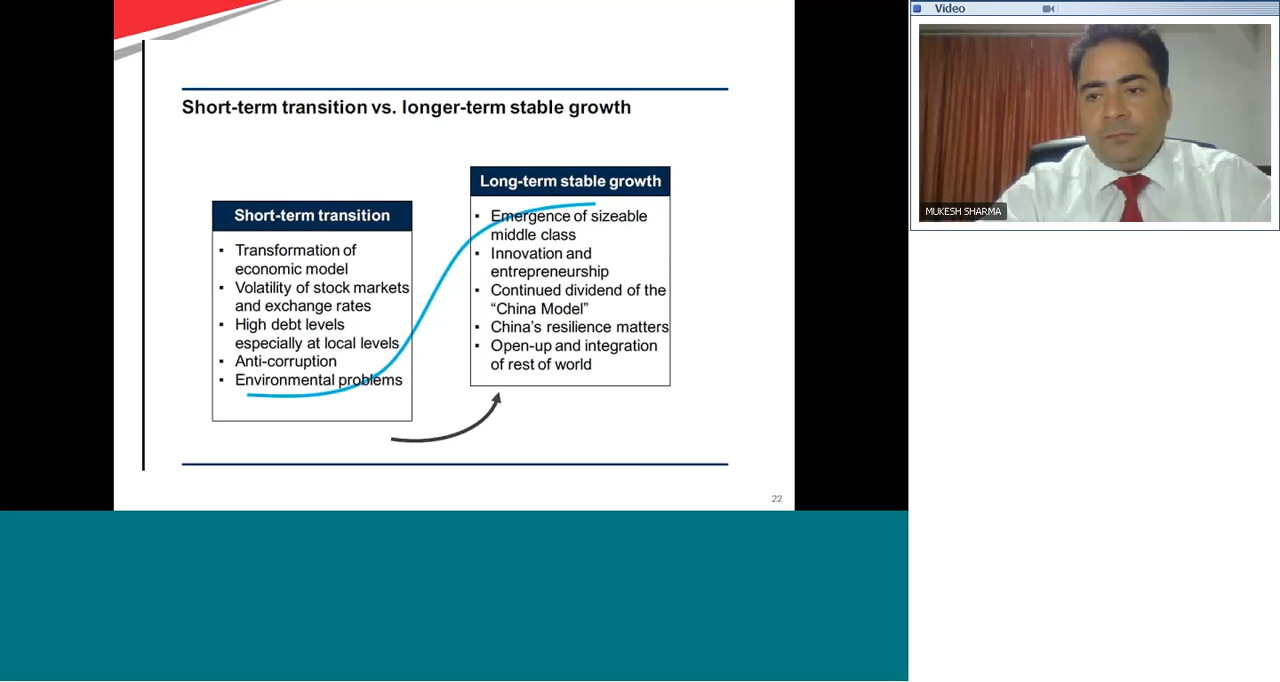 Video
MUKESH SHARMA
Short-term transition vs. longer-term stable growth
Short-term transition
▪ Transformation of
economic model
▪ Volatility of stock markets
and exchange rates
▪ High debt levels
especially at local levels
▪ Anti-corruption
▪ Environmental problems
Long-term stable growth
▪ Emergence of sizeable
middle class
▪ Innovation and
entrepreneurship
▪ Continued dividend of the
“China Model”
▪ China’s resilience matters
▪ Open-up and integration
of rest of world
22